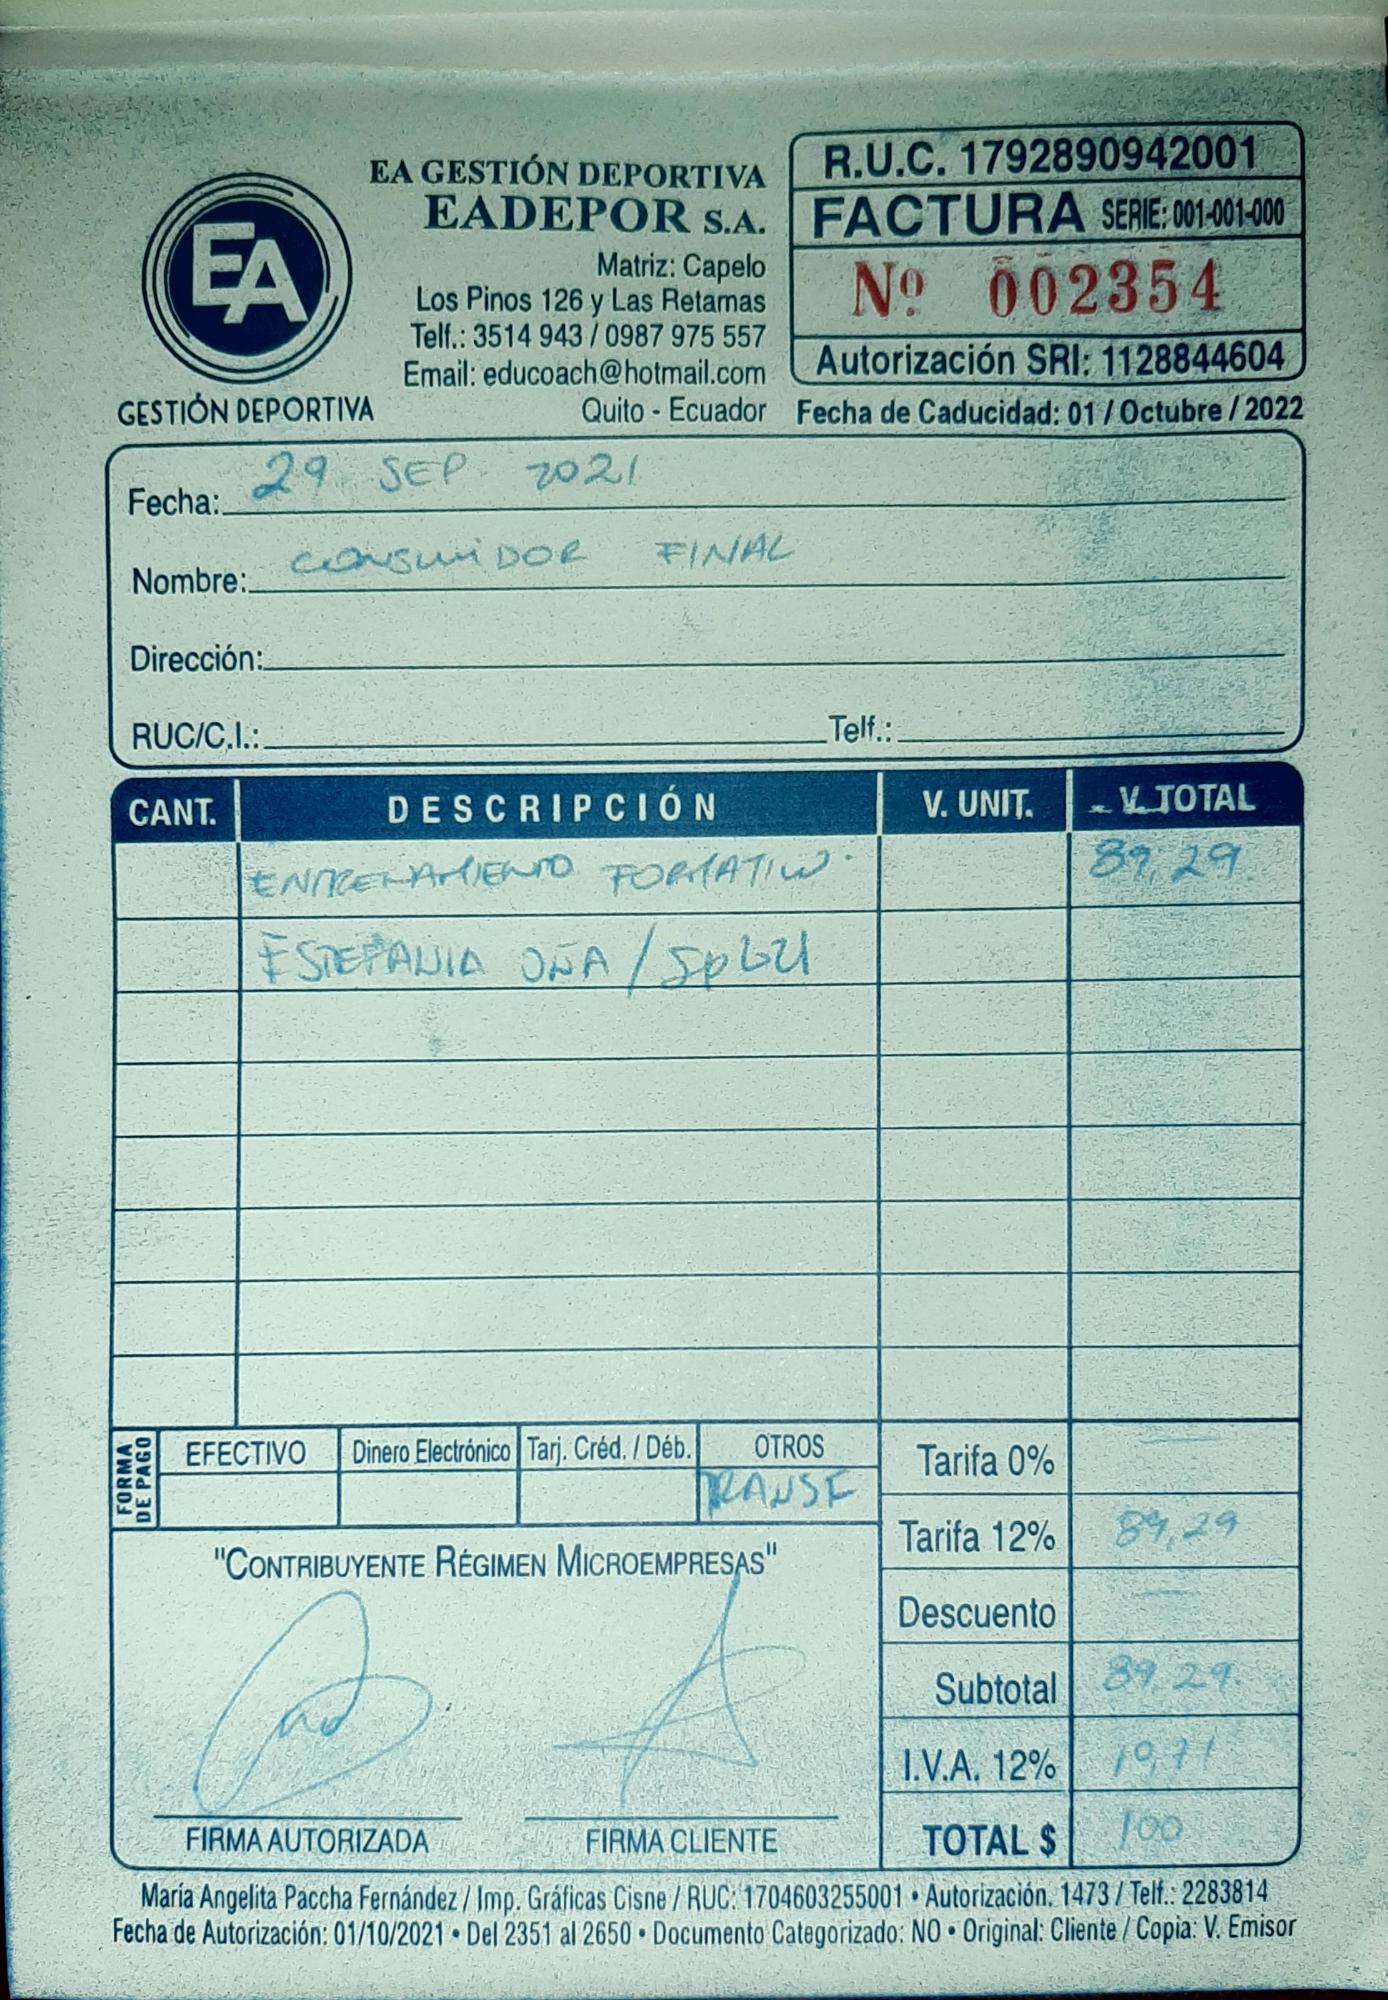 EA
GESTIÓN DEPORTIVA
EA GESTIÓN DEPORTIVA
EADEPOR S.A.
Matriz: Capelo
Los Pinos 126 y Las Retamas
Telf.: 3514 943 / 0987 975 557
Email: educoach@hotmail.com
Quito - Ecuador
R.U.C. 1792890942001
FACTURA SERIE: 001-001-000
Nº 002354
Autorización SRI: 1128844604
Fecha de Caducidad: 01 / Octubre / 2022
Fecha: 29 SEP 2021
Nombre: CONSUMIDOR FINAL
Dirección:
RUC/C.I.: Telf.:
CANT. DESCRIPCIÓN V. UNIT. V. TOTAL
ENTRENAMIENTO FORMATIVO. 89,29
ESTEFANIA OÑA /
FORMA DE PAGO
EFECTIVO Dinero Electrónico Tarj. Créd. / Déb. OTROS
TRANSF
Tarifa 0%
Tarifa 12% 89,29
Descuento
Subtotal 89,29
I.V.A. 12% 10,71
TOTAL $ 100
"CONTRIBUYENTE RÉGIMEN MICROEMPRESAS"
FIRMA AUTORIZADA FIRMA CLIENTE
María Angelita Paccha Fernández / Imp. Gráficas Cisne / RUC: 1704603255001 • Autorización. 1473 / Telf.: 2283814
Fecha de Autorización: 01/10/2021 • Del 2351 al 2650 • Documento Categorizado: NO • Original: Cliente / Copia: V. Emisor